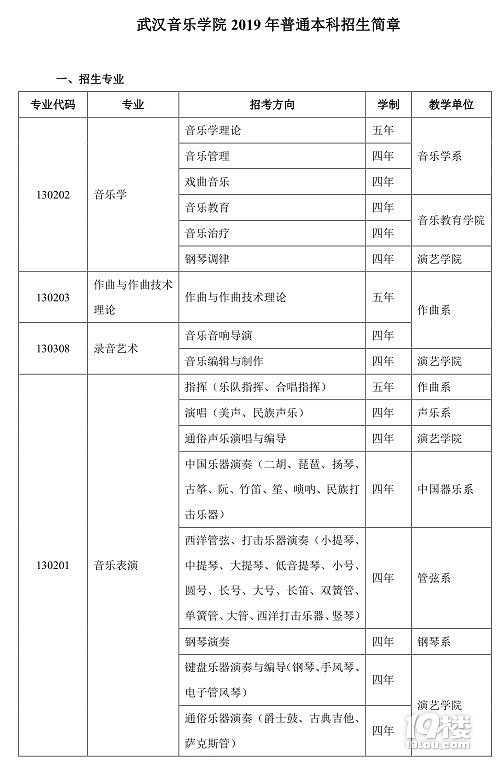 武汉音乐学院 2019 年普通本科招生简章
一、招生专业
专业代码 专业 招考方向 学制 教学单位
130202 音乐学
音乐学理论 五年
音乐管理 四年
戏曲音乐 四年
音乐学系
音乐教育 四年
音乐治疗 四年
音乐教育学院
钢琴调律 四年 演艺学院
130203
作曲与作曲技术
理论
作曲与作曲技术理论 五年
作曲系
130308 录音艺术
音乐音响导演 四年
音乐编辑与制作 四年 演艺学院
130201 音乐表演
指挥（乐队指挥、合唱指挥） 五年 作曲系
演唱（美声、民族声乐） 四年 声乐系
通俗声乐演唱与编导 四年 演艺学院
中国乐器演奏（二胡、琵琶、扬琴、
古筝、阮、竹笛、笙、唢呐、民族打
击乐器）
四年 中国器乐系
西洋管弦、打击乐器演奏（小提琴、
中提琴、大提琴、低音提琴、小号、
圆号、长号、大号、长笛、双簧管、
单簧管、大管、西洋打击乐器、竖琴）
四年 管弦系
钢琴演奏 四年 钢琴系
键盘乐器演奏与编导（钢琴、手风琴、
电子管风琴）
四年
演艺学院
通俗乐器演奏（爵士鼓、古典吉他、
萨克斯管）
四年
19楼
19lou.com